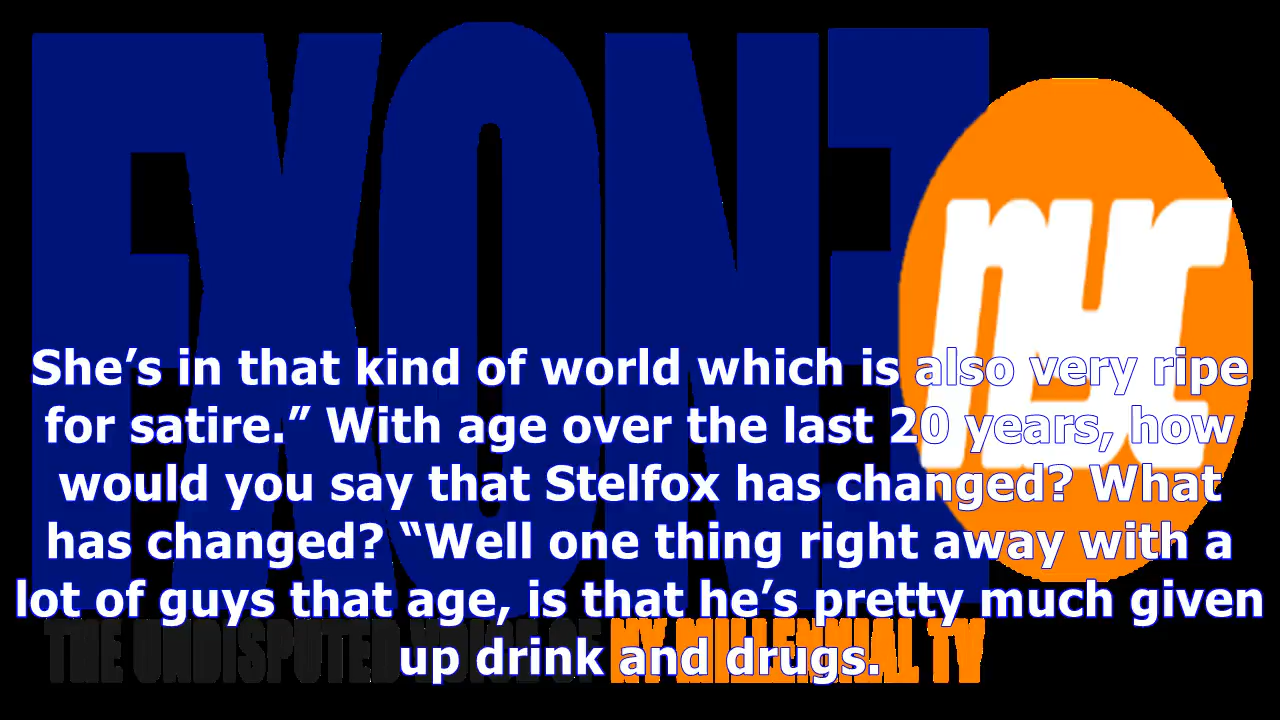 FXONE
nyc
She’s in that kind of world which is also very ripe
for satire.” With age over the last 20 years, how
would you say that Stelfox has changed? What
has changed? “Well one thing right away with a
lot of guys that age, is that he’s pretty much given
up drink and drugs.
THE UNDISPUTED VOICE OF NY MILLENNIAL TV